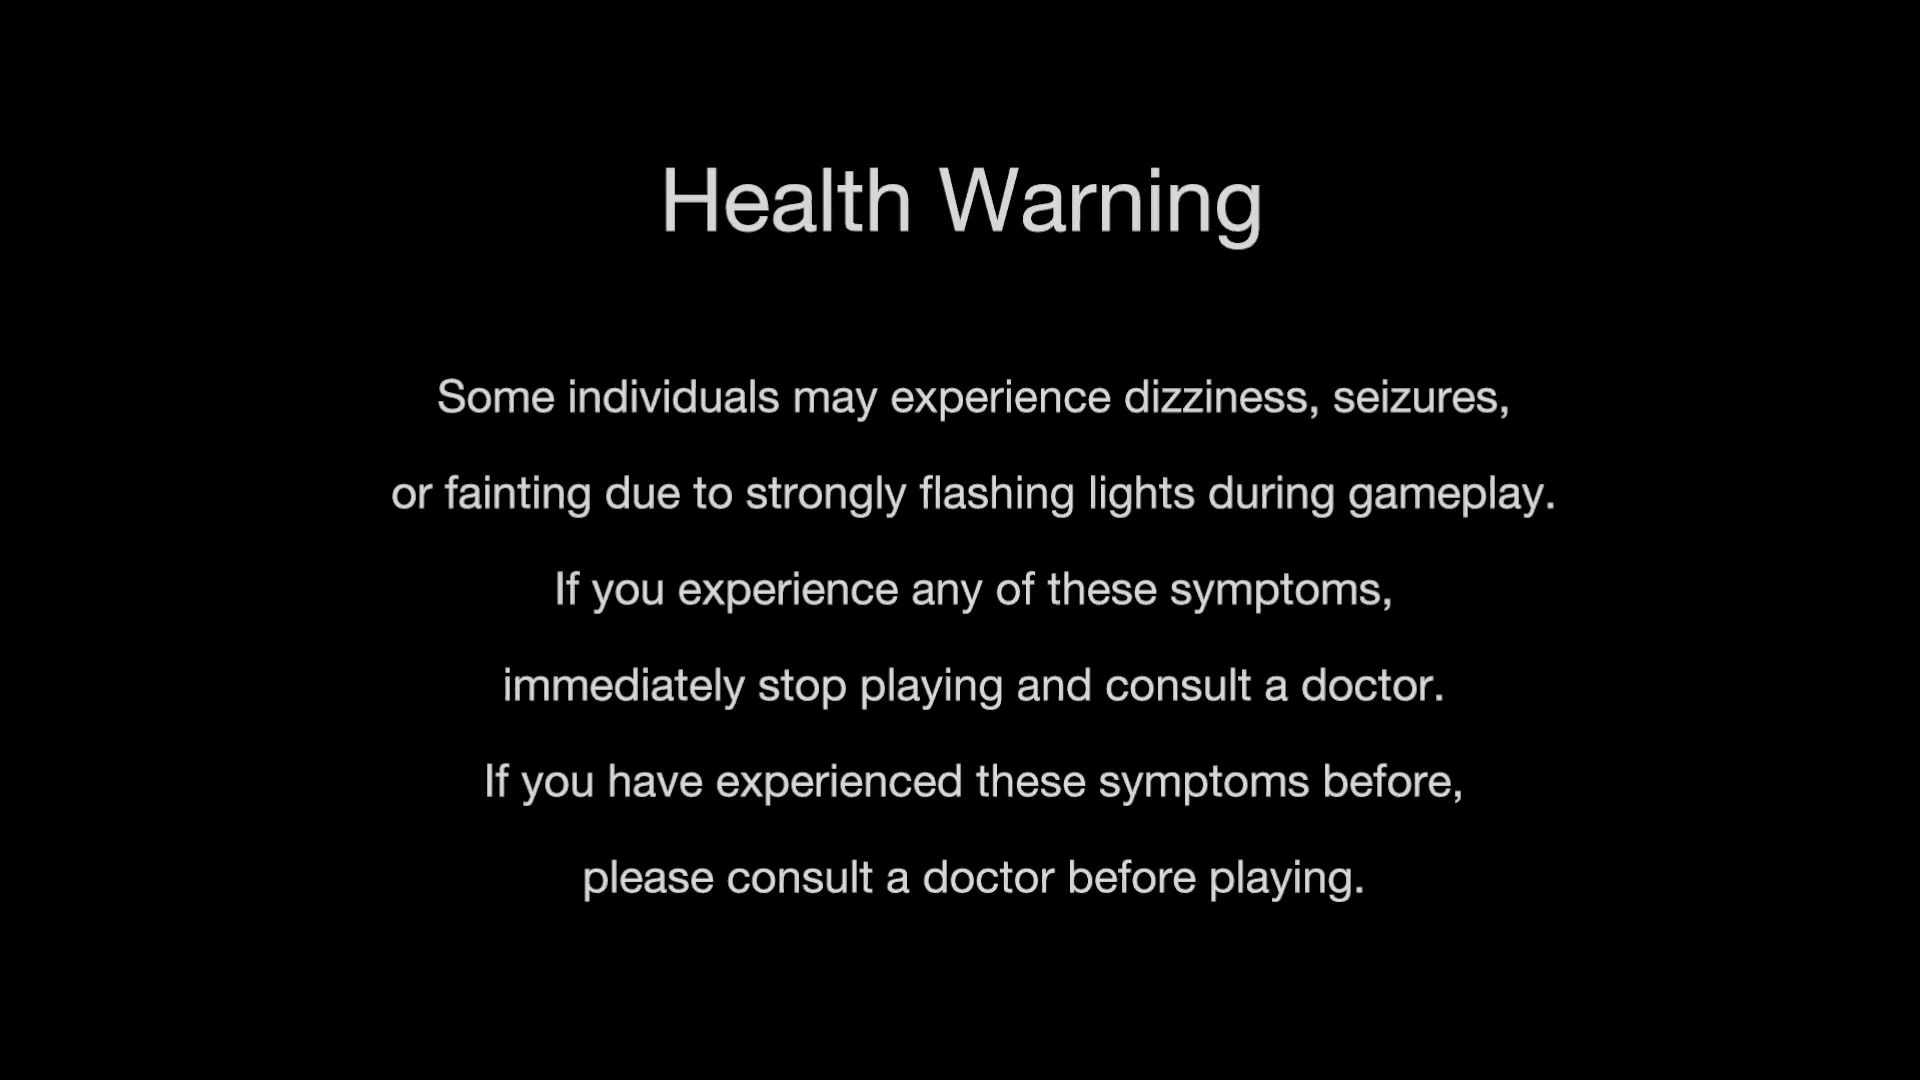 Health Warning
Some individuals may experience dizziness, seizures,
or fainting due to strongly flashing lights during gameplay.
If you experience any of these symptoms,
immediately stop playing and consult a doctor.
If you have experienced these symptoms before,
please consult a doctor before playing.